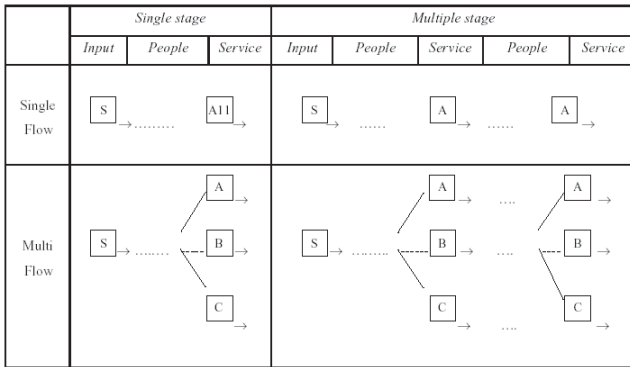 Single stage Multiple stage
Input People Service Input People Service People Service
Single Flow
S → ……… A11 → S → …… A → …… A →
Multi Flow
A → A → …. A →
S → …….. B → S → ……… B → …. B →
C → C → …. C →